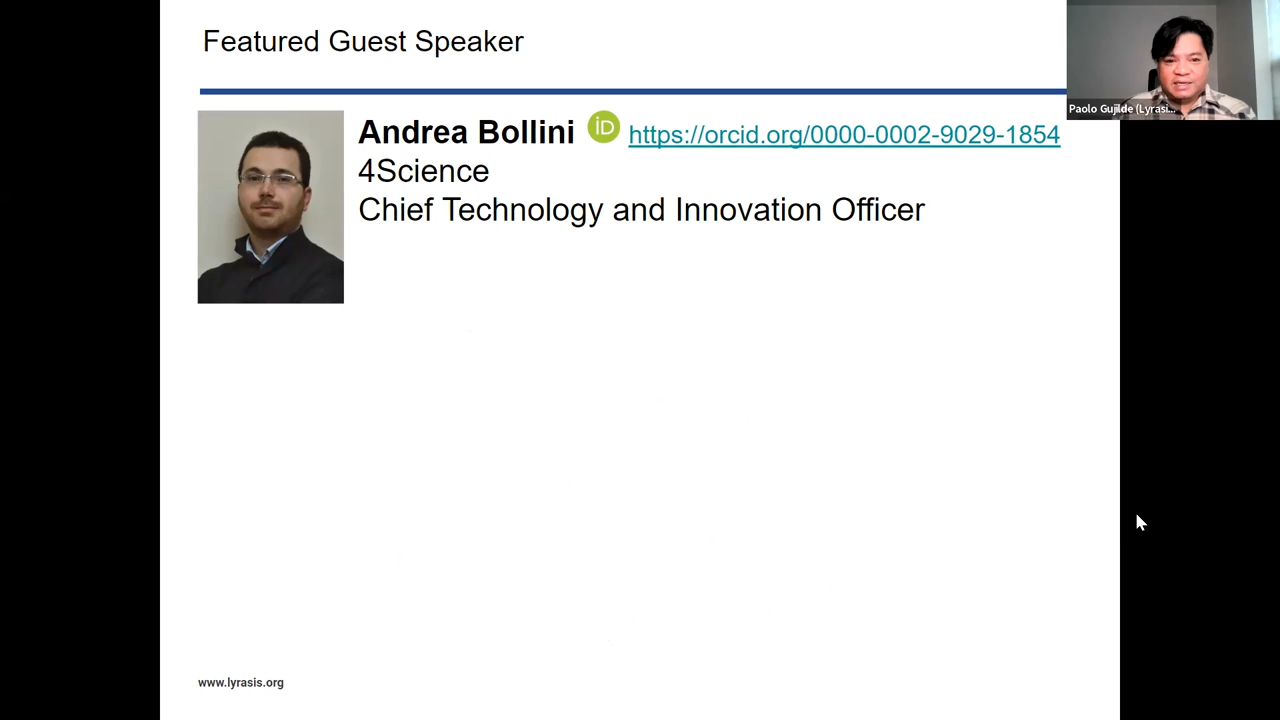 Featured Guest Speaker
Paolo Gujilde (Lyrasi...
Andrea Bollini iD https://orcid.org/0000-0002-9029-1854
4Science
Chief Technology and Innovation Officer
www.lyrasis.org